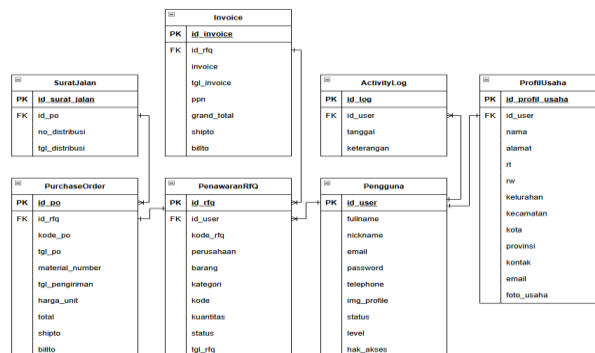 Invoice
PK id_invoice
FK id_rfq
invoice
tgl_invoice
ppn
grand_total
shipto
billto
SuratJalan
PK id_surat_jalan
FK id_po
no_distribusi
tgl_distribusi
ActivityLog
PK id_log
FK id_user
tanggal
keterangan
ProfilUsaha
PK id_profil_usaha
FK id_user
nama
alamat
rt
rw
kelurahan
kecamatan
kota
provinsi
kontak
email
foto_usaha
PurchaseOrder
PK id_po
FK id_rfq
kode_po
tgl_po
material_number
tgl_pengiriman
harga_unit
total
shipto
billto
PenawaranRfQ
PK id_rfq
FK id_user
kode_rfq
perusahaan
barang
kategori
kode
kuantitas
status
tgl_rfq
Pengguna
PK id_user
fullname
nickname
email
password
telephone
img_profile
status
level
hak_akses